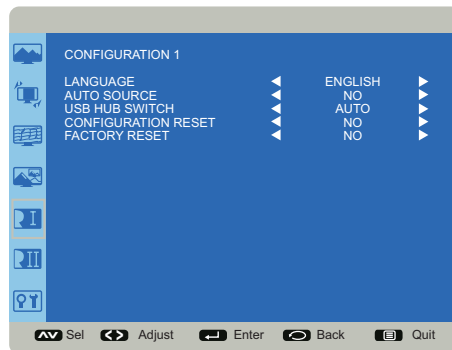 CONFIGURATION 1
LANGUAGE ENGLISH
AUTO SOURCE NO
USB HUB SWITCH AUTO
CONFIGURATION RESET NO
FACTORY RESET NO
I
II
Sel Adjust Enter Back Quit